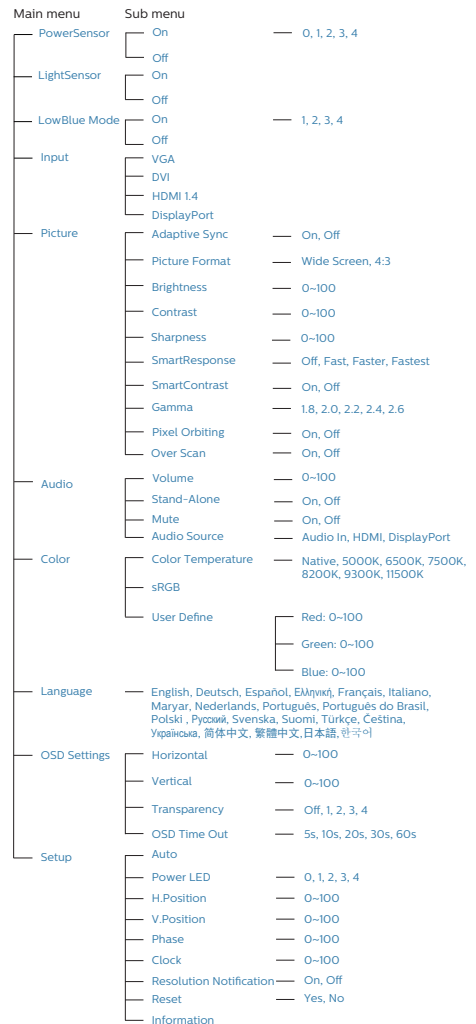 Main menu Sub menu
PowerSensor On 0, 1, 2, 3, 4
Off
LightSensor On
Off
LowBlue Mode On 1, 2, 3, 4
Off
Input VGA
DVI
HDMI 1.4
DisplayPort
Picture Adaptive Sync On, Off
Picture Format Wide Screen, 4:3
Brightness 0~100
Contrast 0~100
Sharpness 0~100
SmartResponse Off, Fast, Faster, Fastest
SmartContrast On, Off
Gamma 1.8, 2.0, 2.2, 2.4, 2.6
Pixel Orbiting On, Off
Over Scan On, Off
Audio Volume 0~100
Stand-Alone On, Off
Mute On, Off
Audio Source Audio In, HDMI, DisplayPort
Color Color Temperature Native, 5000K, 6500K, 7500K,
8200K, 9300K, 11500K
sRGB
User Define Red: 0~100
Green: 0~100
Blue: 0~100
Language English, Deutsch, Español, Ελληνική, Français, Italiano,
Maryar, Nederlands, Português, Português do Brasil,
Polski , Русский, Svenska, Suomi, Türkçe, Čeština,
Українська, 简体中文, 繁體中文,日本語,한국어
OSD Settings Horizontal 0~100
Vertical 0~100
Transparency Off, 1, 2, 3, 4
OSD Time Out 5s, 10s, 20s, 30s, 60s
Setup Auto
Power LED 0, 1, 2, 3, 4
H.Position 0~100
V.Position 0~100
Phase 0~100
Clock 0~100
Resolution Notification On, Off
Reset Yes, No
Information